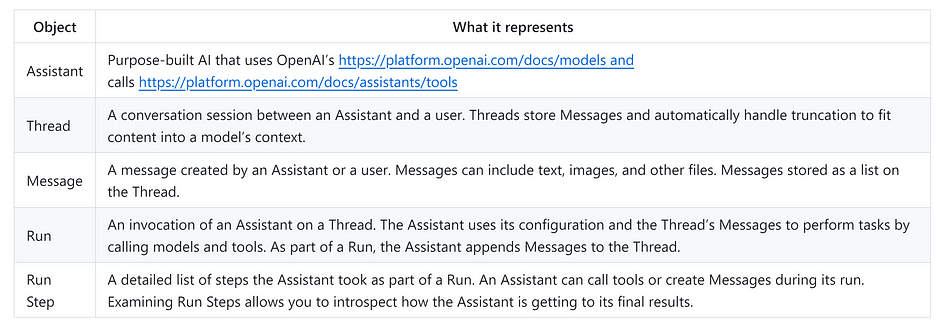 Object What it represents
Assistant
Purpose-built AI that uses OpenAI’s https://platform.openai.com/docs/models and
calls https://platform.openai.com/docs/assistants/tools
Thread
A conversation session between an Assistant and a user. Threads store Messages and automatically handle truncation to fit
content into a model’s context.
Message
A message created by an Assistant or a user. Messages can include text, images, and other files. Messages stored as a list on
the Thread.
Run
An invocation of an Assistant on a Thread. The Assistant uses its configuration and the Thread’s Messages to perform tasks by
calling models and tools. As part of a Run, the Assistant appends Messages to the Thread.
Run
Step
A detailed list of steps the Assistant took as part of a Run. An Assistant can call tools or create Messages during its run.
Examining Run Steps allows you to introspect how the Assistant is getting to its final results.